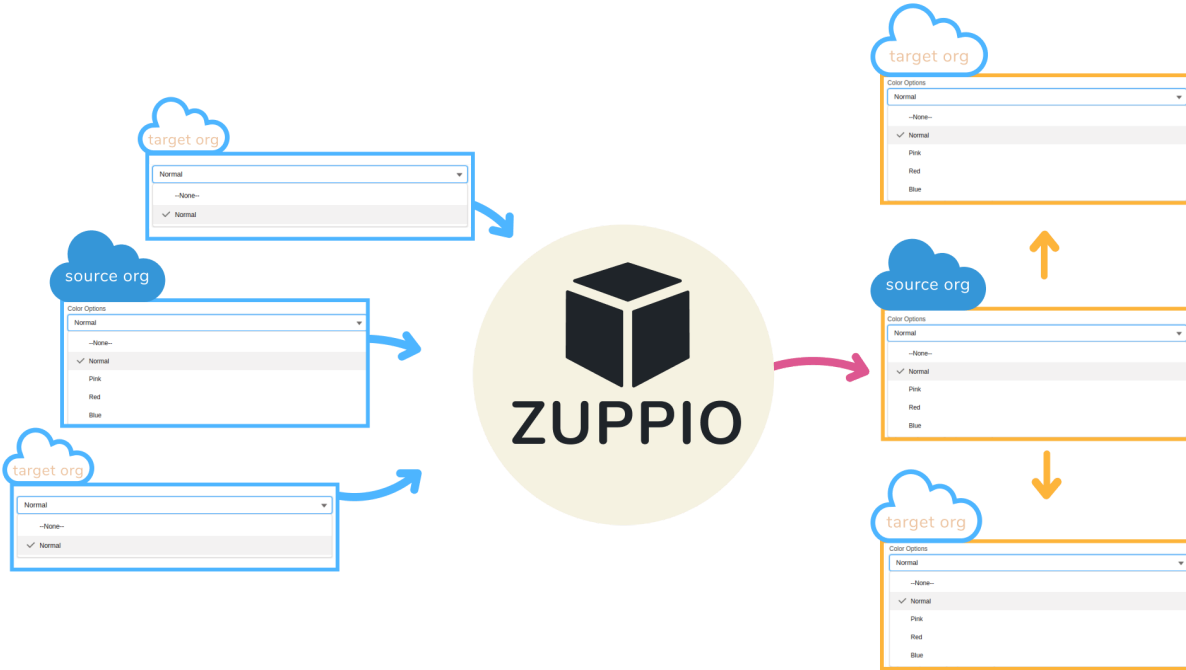 target org
Normal
--None--
Normal
source org
Color Options
Normal
--None--
Normal
Pink
Red
Blue
target org
Normal
--None--
Normal
ZUPPIO
target org
Color Options
Normal
--None--
Normal
Pink
Red
Blue
source org
Color Options
Normal
--None--
Normal
Pink
Red
Blue
target org
Color Options
Normal
--None--
Normal
Pink
Red
Blue